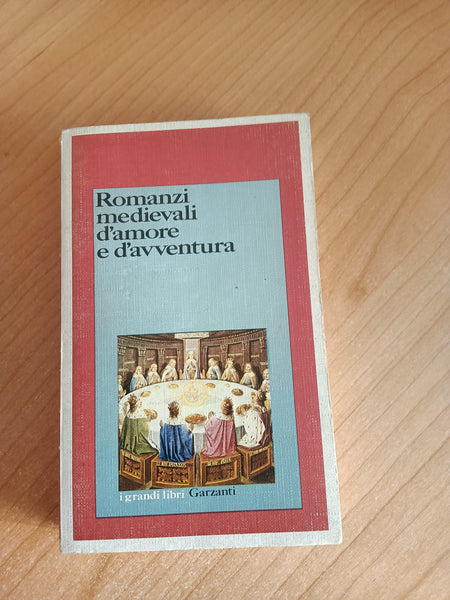 Romanzi
medievali
d'amore
e d'avventura
i grandi libri Garzanti